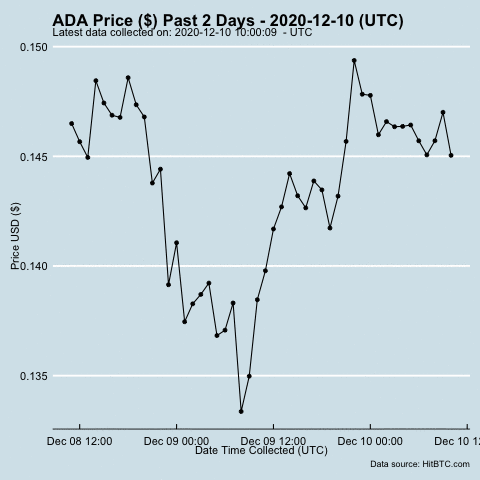 ADA Price ($) Past 2 Days - 2020-12-10 (UTC)
Latest data collected on: 2020-12-10 10:00:09 - UTC
0.150
0.145
0.140
0.135
Price USD ($)
Dec 08 12:00 Dec 09 00:00 Dec 09 12:00 Dec 10 00:00 Dec 10 12
Date Time Collected (UTC)
Data source: HitBTC.com